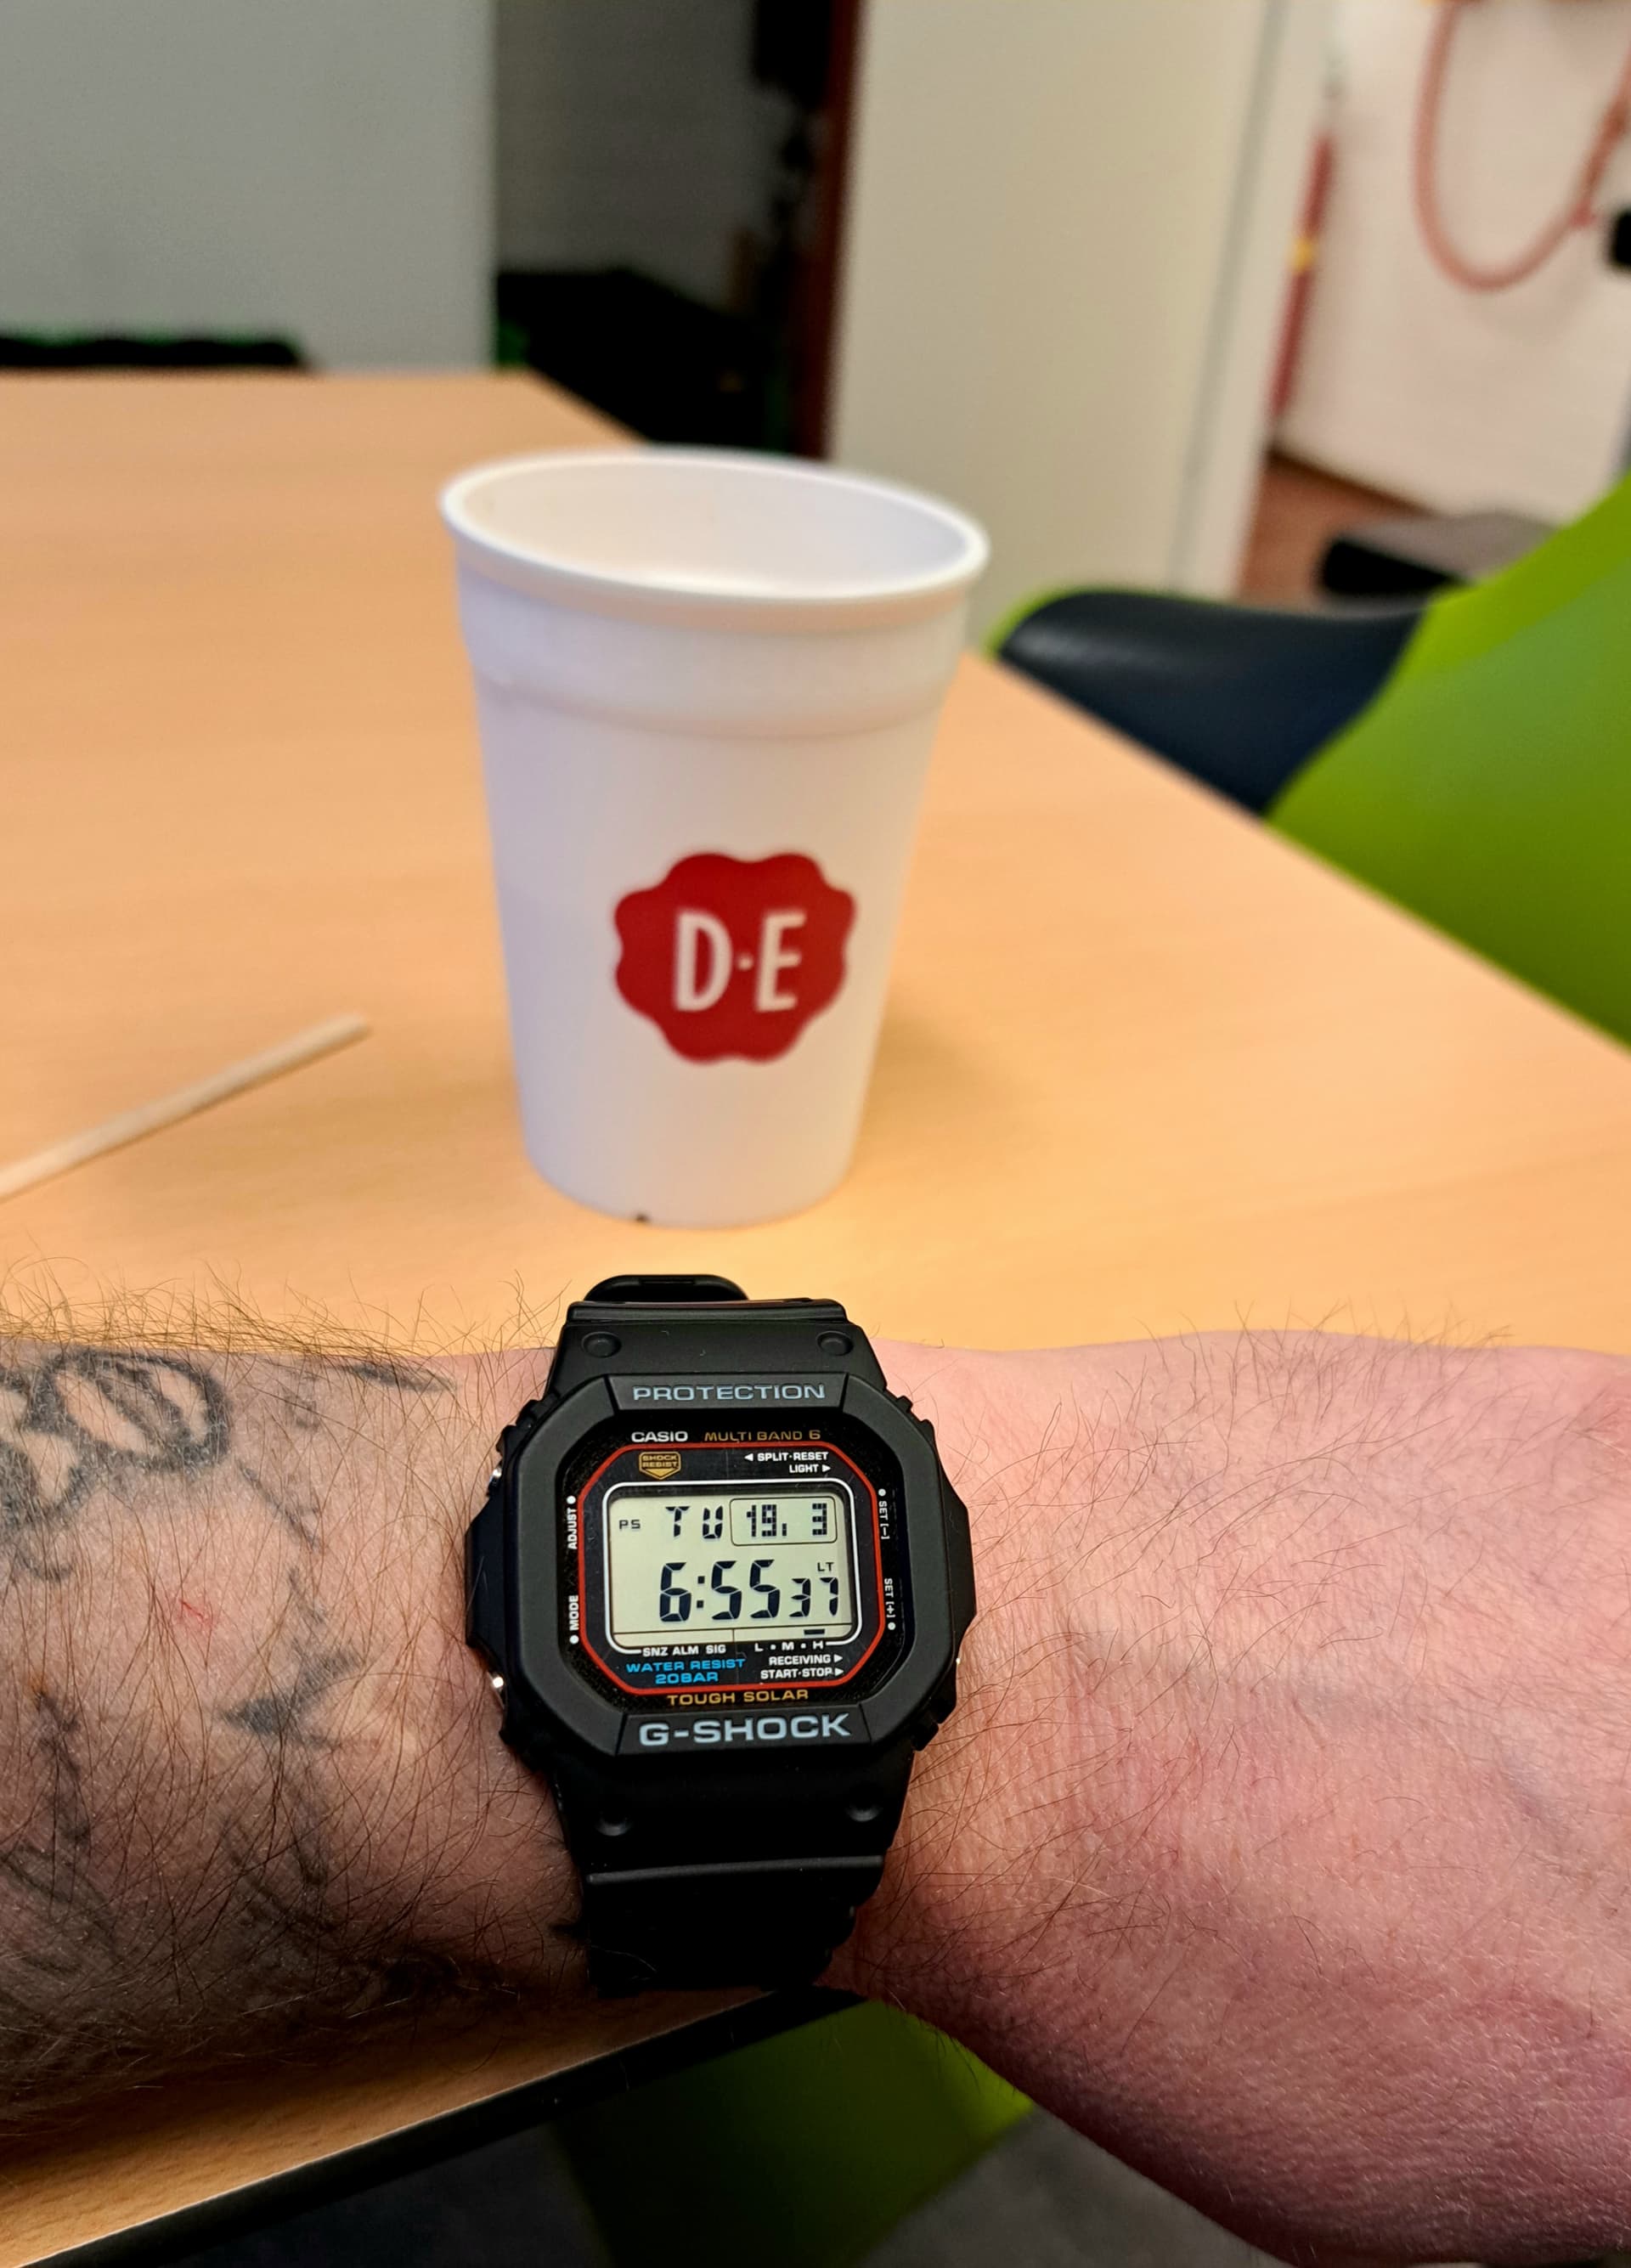 D·E
PROTECTION
CASIO MULTI BAND 6
SHOCK RESIST
◄ SPLIT·RESET
LIGHT ►
ADJUST
SET [-]
PS TU 19. 3
LT
6:55 37
MODE
SET [+]
SNZ ALM SIG L • M • H
WATER RESIST
20BAR
RECEIVING ►
START·STOP ►
TOUGH SOLAR
G-SHOCK